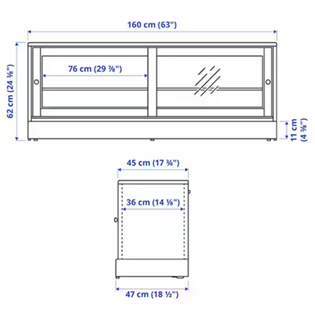 160 cm (63")
76 cm (29 ⅞")
62 cm (24 ⅜")
11 cm
(4 ⅜")
45 cm (17 ¾")
36 cm (14 ⅛")
47 cm (18 ½")